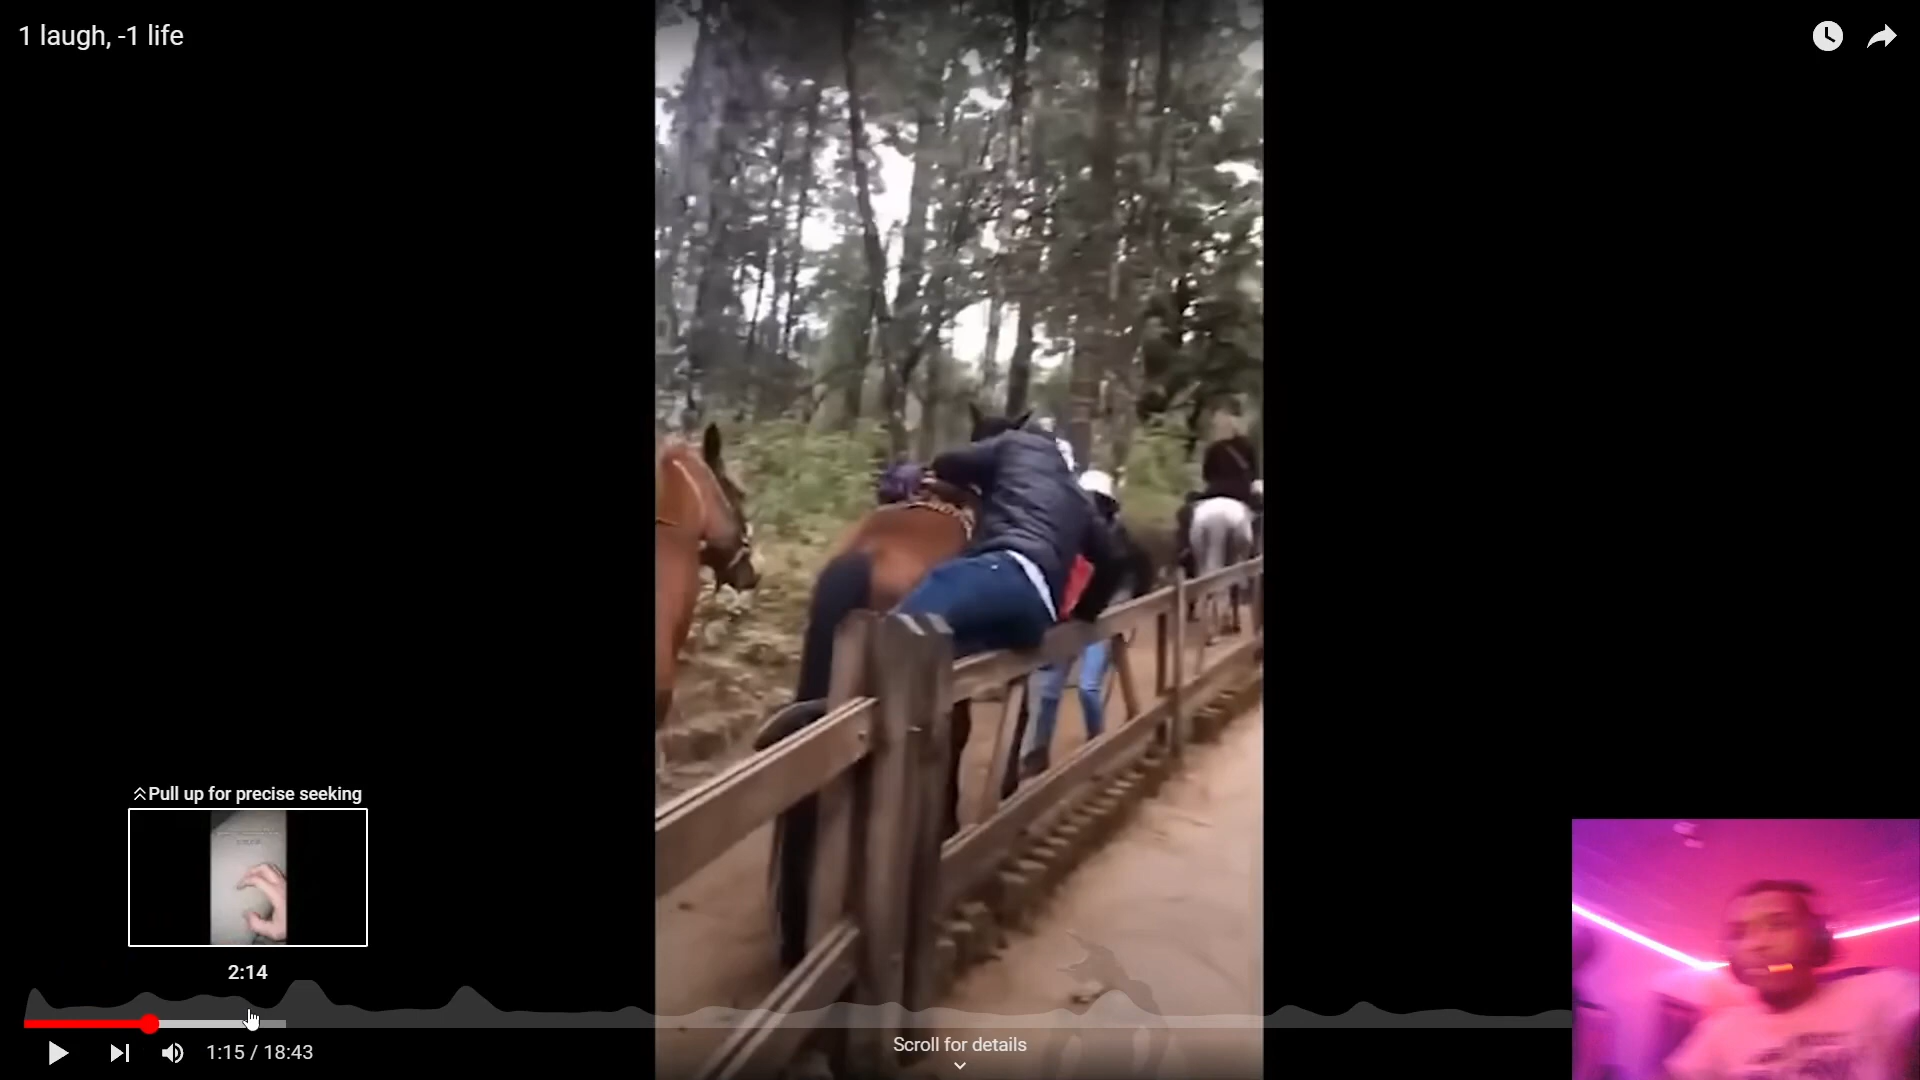 1 laugh, -1 life
Pull up for precise seeking
2:14
1:15 / 18:43
Scroll for details